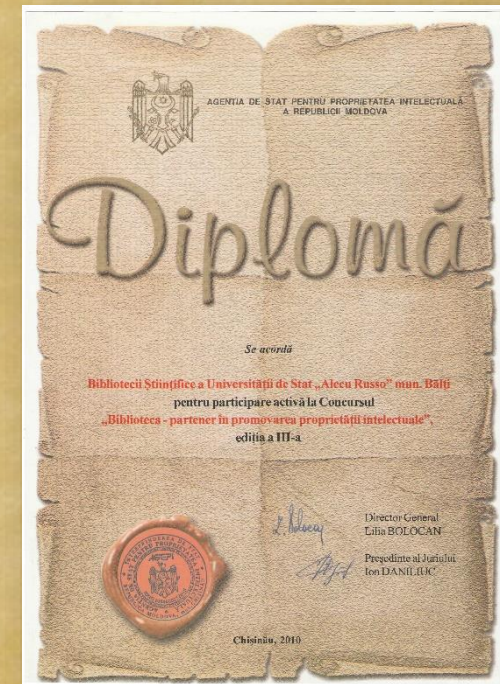 AGENȚIA DE STAT PENTRU PROPRIETATEA INTELECTUALĂ
A REPUBLICII MOLDOVA
Diplomă
Se acordă
Bibliotecii Științifice a Universității de Stat „Alecu Russo” mun. Bălți
pentru participare activă la Concursul
„Biblioteca - partener în promovarea proprietății intelectuale”,
ediția a III-a
Director General
Lilia BOLOCAN
Președinte al Juriului
Ion DANILIUC
Chișinău, 2010